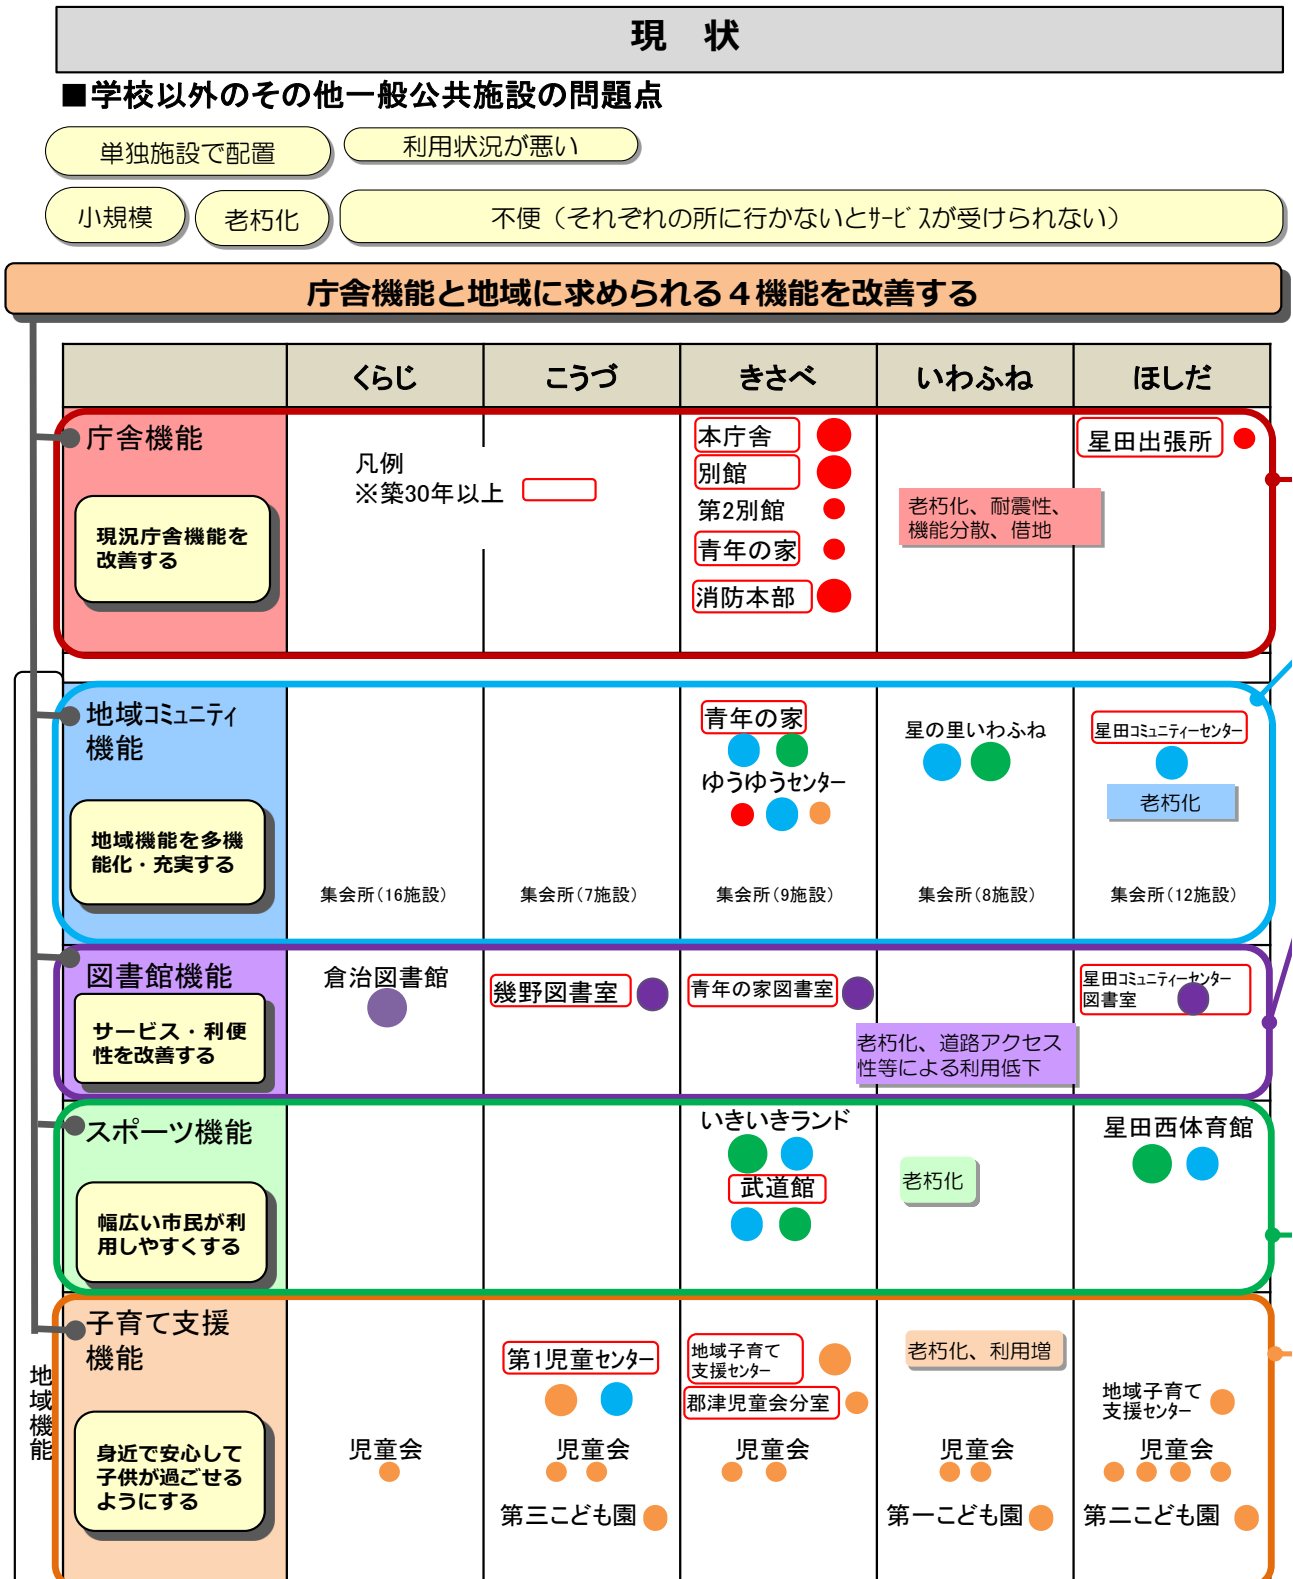 現　状
■学校以外のその他一般公共施設の問題点
単独施設で配置
利用状況が悪い
小規模
老朽化
不便（それぞれの所に行かないとｻｰﾋﾞｽが受けられない）
庁舎機能と地域に求められる４機能を改善する
くらじ
こうづ
きさべ
いわふね
ほしだ
庁舎機能
現況庁舎機能を
改善する
凡例
※築30年以上
本庁舎
別館
第2別館
青年の家
消防本部
老朽化、耐震性、
機能分散、借地
星田出張所
地域ｺﾐｭﾆﾃｨ
機能
地域機能を多機
能化・充実する
青年の家
ゆうゆうｾﾝﾀｰ
星の里いわふね
星田ｺﾐｭﾆﾃｨｰｾﾝﾀｰ
老朽化
集会所（16施設）
集会所（7施設）
集会所（9施設）
集会所（8施設）
集会所（12施設）
図書館機能
サービス・利便
性を改善する
倉治図書館
幾野図書室
青年の家図書室
老朽化、道路アクセス
性等による利用低下
星田ｺﾐｭﾆﾃｨｰｾﾝﾀｰ
図書室
スポーツ機能
幅広い市民が利
用しやすくする
いきいきランド
武道館
老朽化
星田西体育館
地域機能
子育て支援
機能
身近で安心して
子供が過ごせる
ようにする
児童会
第1児童ｾﾝﾀｰ
児童会
第三こども園
地域子育て
支援ｾﾝﾀｰ
郡津児童会分室
児童会
老朽化、利用増
児童会
第一こども園
地域子育て
支援ｾﾝﾀｰ
児童会
第二こども園